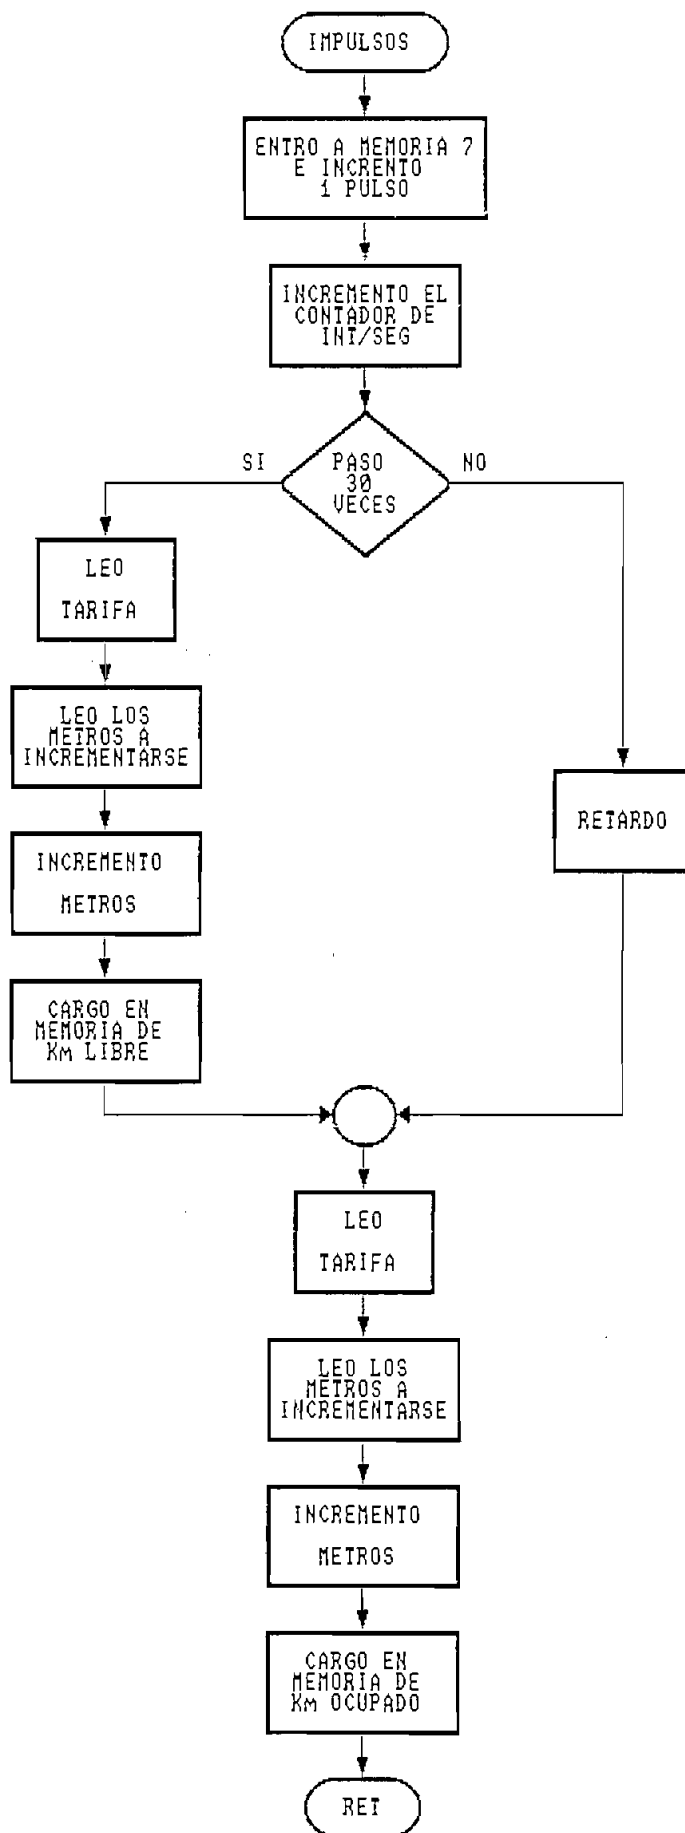 IMPULSOS
ENTRO A MEMORIA 7
E INCRENTO
1 PULSO
INCREMENTO EL
CONTADOR DE
INT/SEG
SI
PASO
30
VECES
NO
LEO
TARIFA
LEO LOS
METROS A
INCREMENTARSE
RETARDO
INCREMENTO
METROS
CARGO EN
MEMORIA DE
Km LIBRE
LEO
TARIFA
LEO LOS
METROS A
INCREMENTARSE
INCREMENTO
METROS
CARGO EN
MEMORIA DE
Km OCUPADO
RET